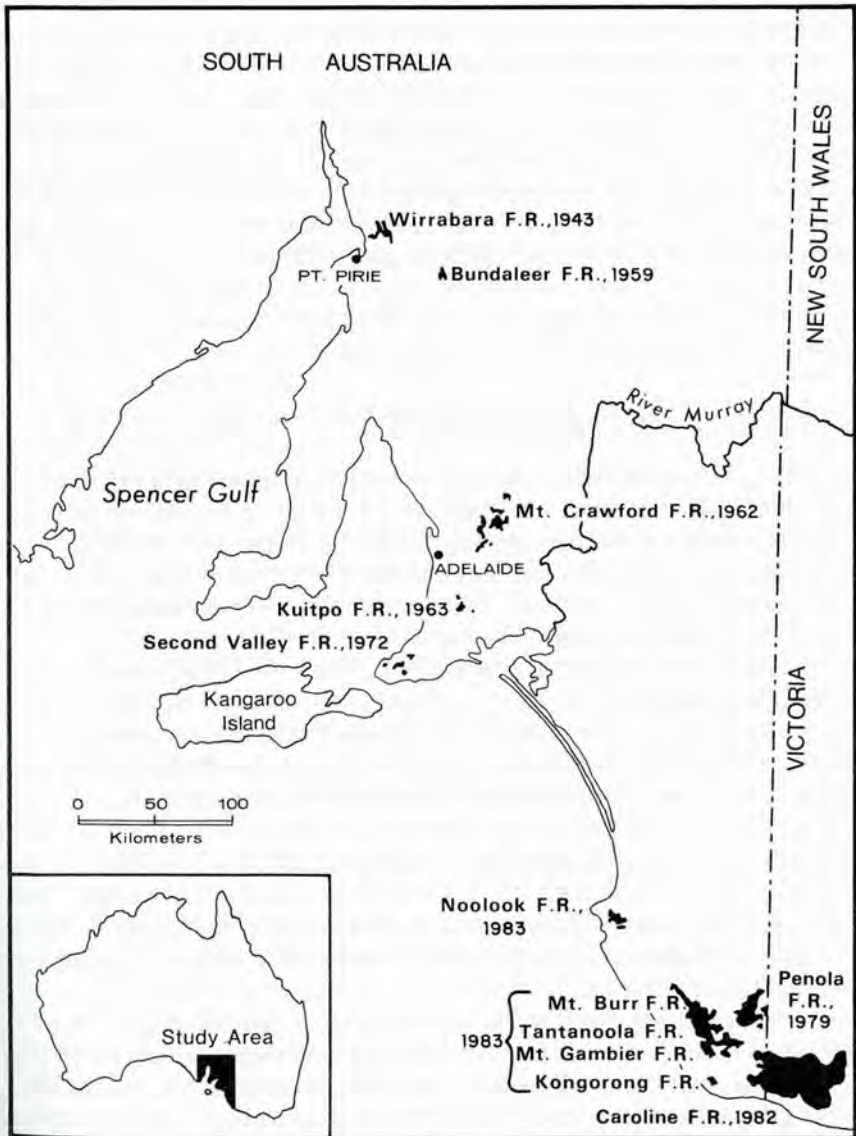 SOUTH AUSTRALIA
NEW SOUTH WALES
Wirrabara F.R.,1943
PT. PIRIE
Bundaleer F.R.,1959
River Murray
Spencer Gulf
Mt. Crawford F.R.,1962
ADELAIDE
Kuitpo F.R., 1963
Second Valley F.R.,1972
Kangaroo
Island
VICTORIA
0 50 100
Kilometers
Noolook F.R.,
1983
Penola
F.R.,
1979
1983
Mt. Burr F.R.
Tantanoola F.R.
Mt. Gambier F.R.
Kongorong F.R.
Caroline F.R.,1982
Study Area